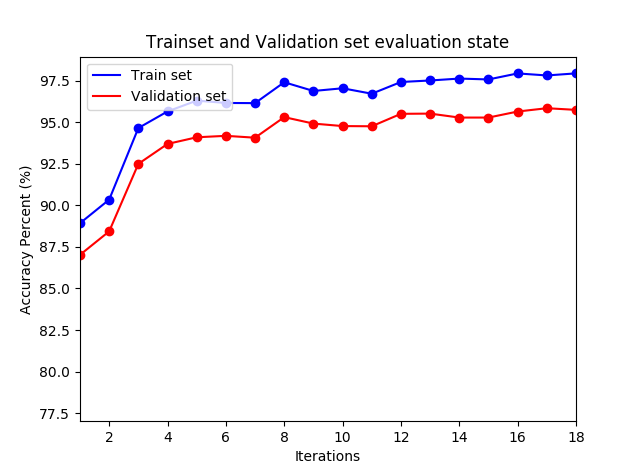 Trainset and Validation set evaluation state
Train set
Validation set
97.5
95.0
92.5
90.0
87.5
85.0
82.5
80.0
77.5
Accuracy Percent (%)
2 4 6 8 10 12 14 16 18
Iterations